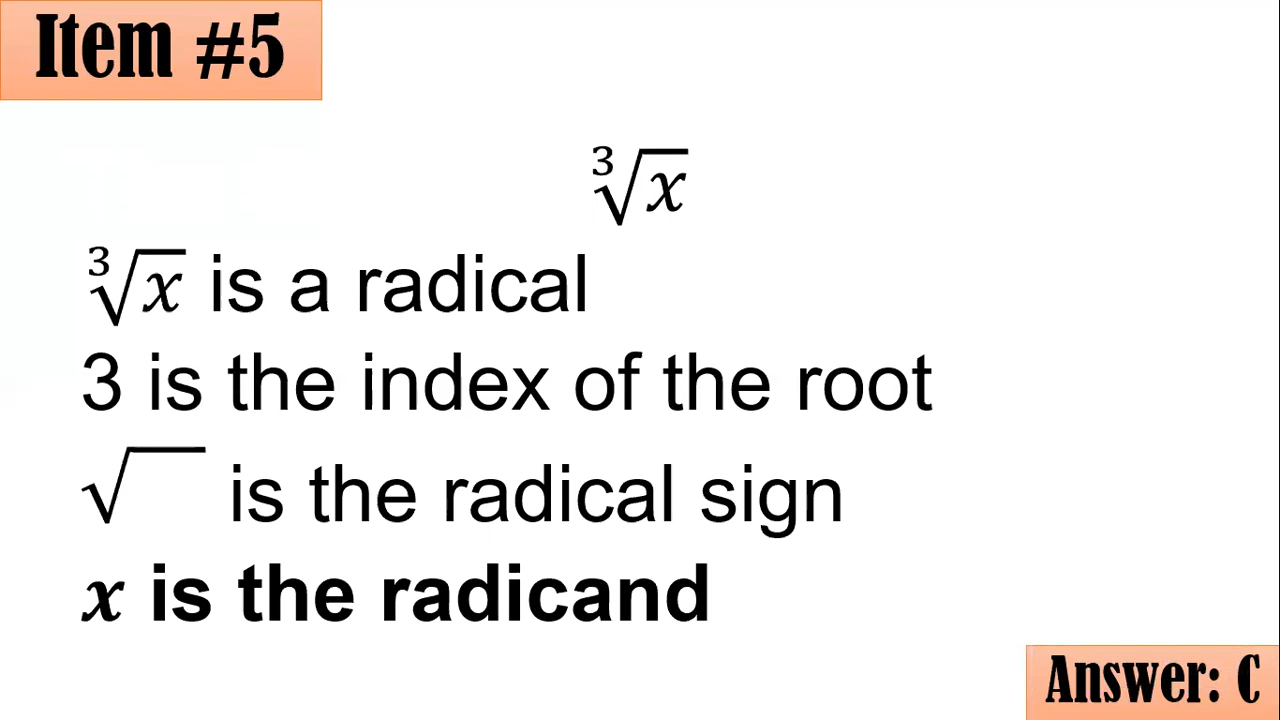 Item #5
∛x
∛x is a radical
3 is the index of the root
√ is the radical sign
x is the radicand
Answer: C